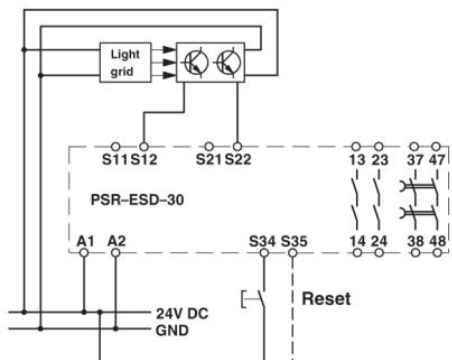 Light
grid
S11 S12 S21 S22 13 23 37 47
PSR–ESD–30
A1 A2 S34 S35 14 24 38 48
Reset
24V DC
GND